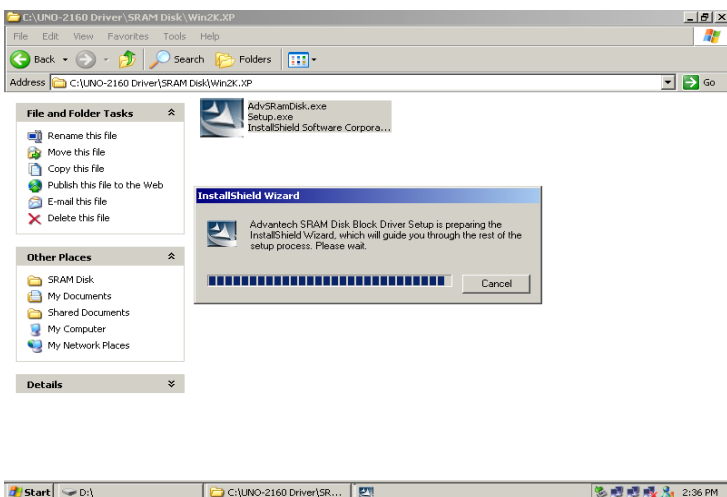 C:\UNO-2160 Driver\SRAM Disk\Win2K.XP
File Edit View Favorites Tools Help
Back Search Folders
Address C:\UNO-2160 Driver\SRAM Disk\Win2K.XP Go
File and Folder Tasks
Rename this file
Move this file
Copy this file
Publish this file to the Web
E-mail this file
Delete this file
Other Places
SRAM Disk
My Documents
Shared Documents
My Computer
My Network Places
Details
AdvSRamDisk.exe
Setup.exe
InstallShield Software Corpora...
InstallShield Wizard
Advantech SRAM Disk Block Driver Setup is preparing the
InstallShield Wizard, which will guide you through the rest of the
setup process. Please wait.
Cancel
Start D:\ C:\UNO-2160 Driver\SR... 2:36 PM